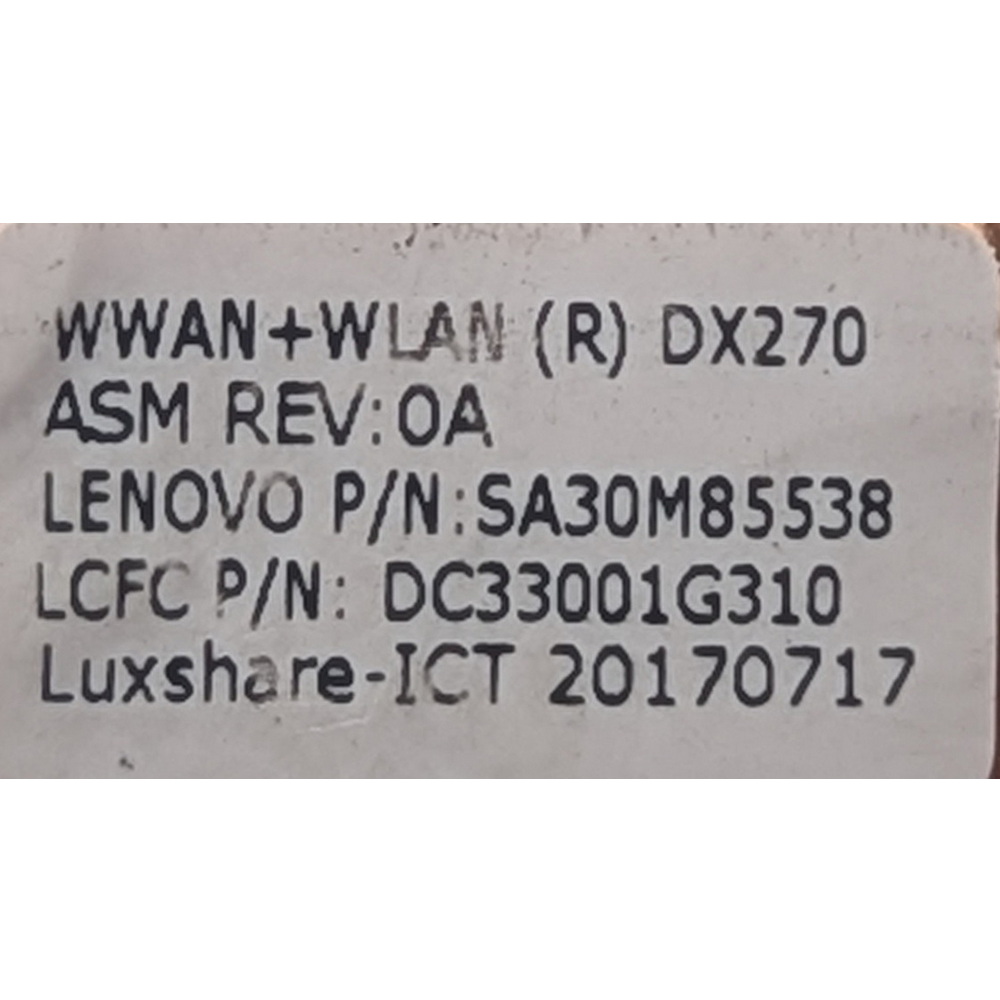 WWAN+WLAN (R) DX270
ASM REV:0A
LENOVO P/N:SA30M85538
LCFC P/N: DC33001G310
Luxshare-ICT 20170717